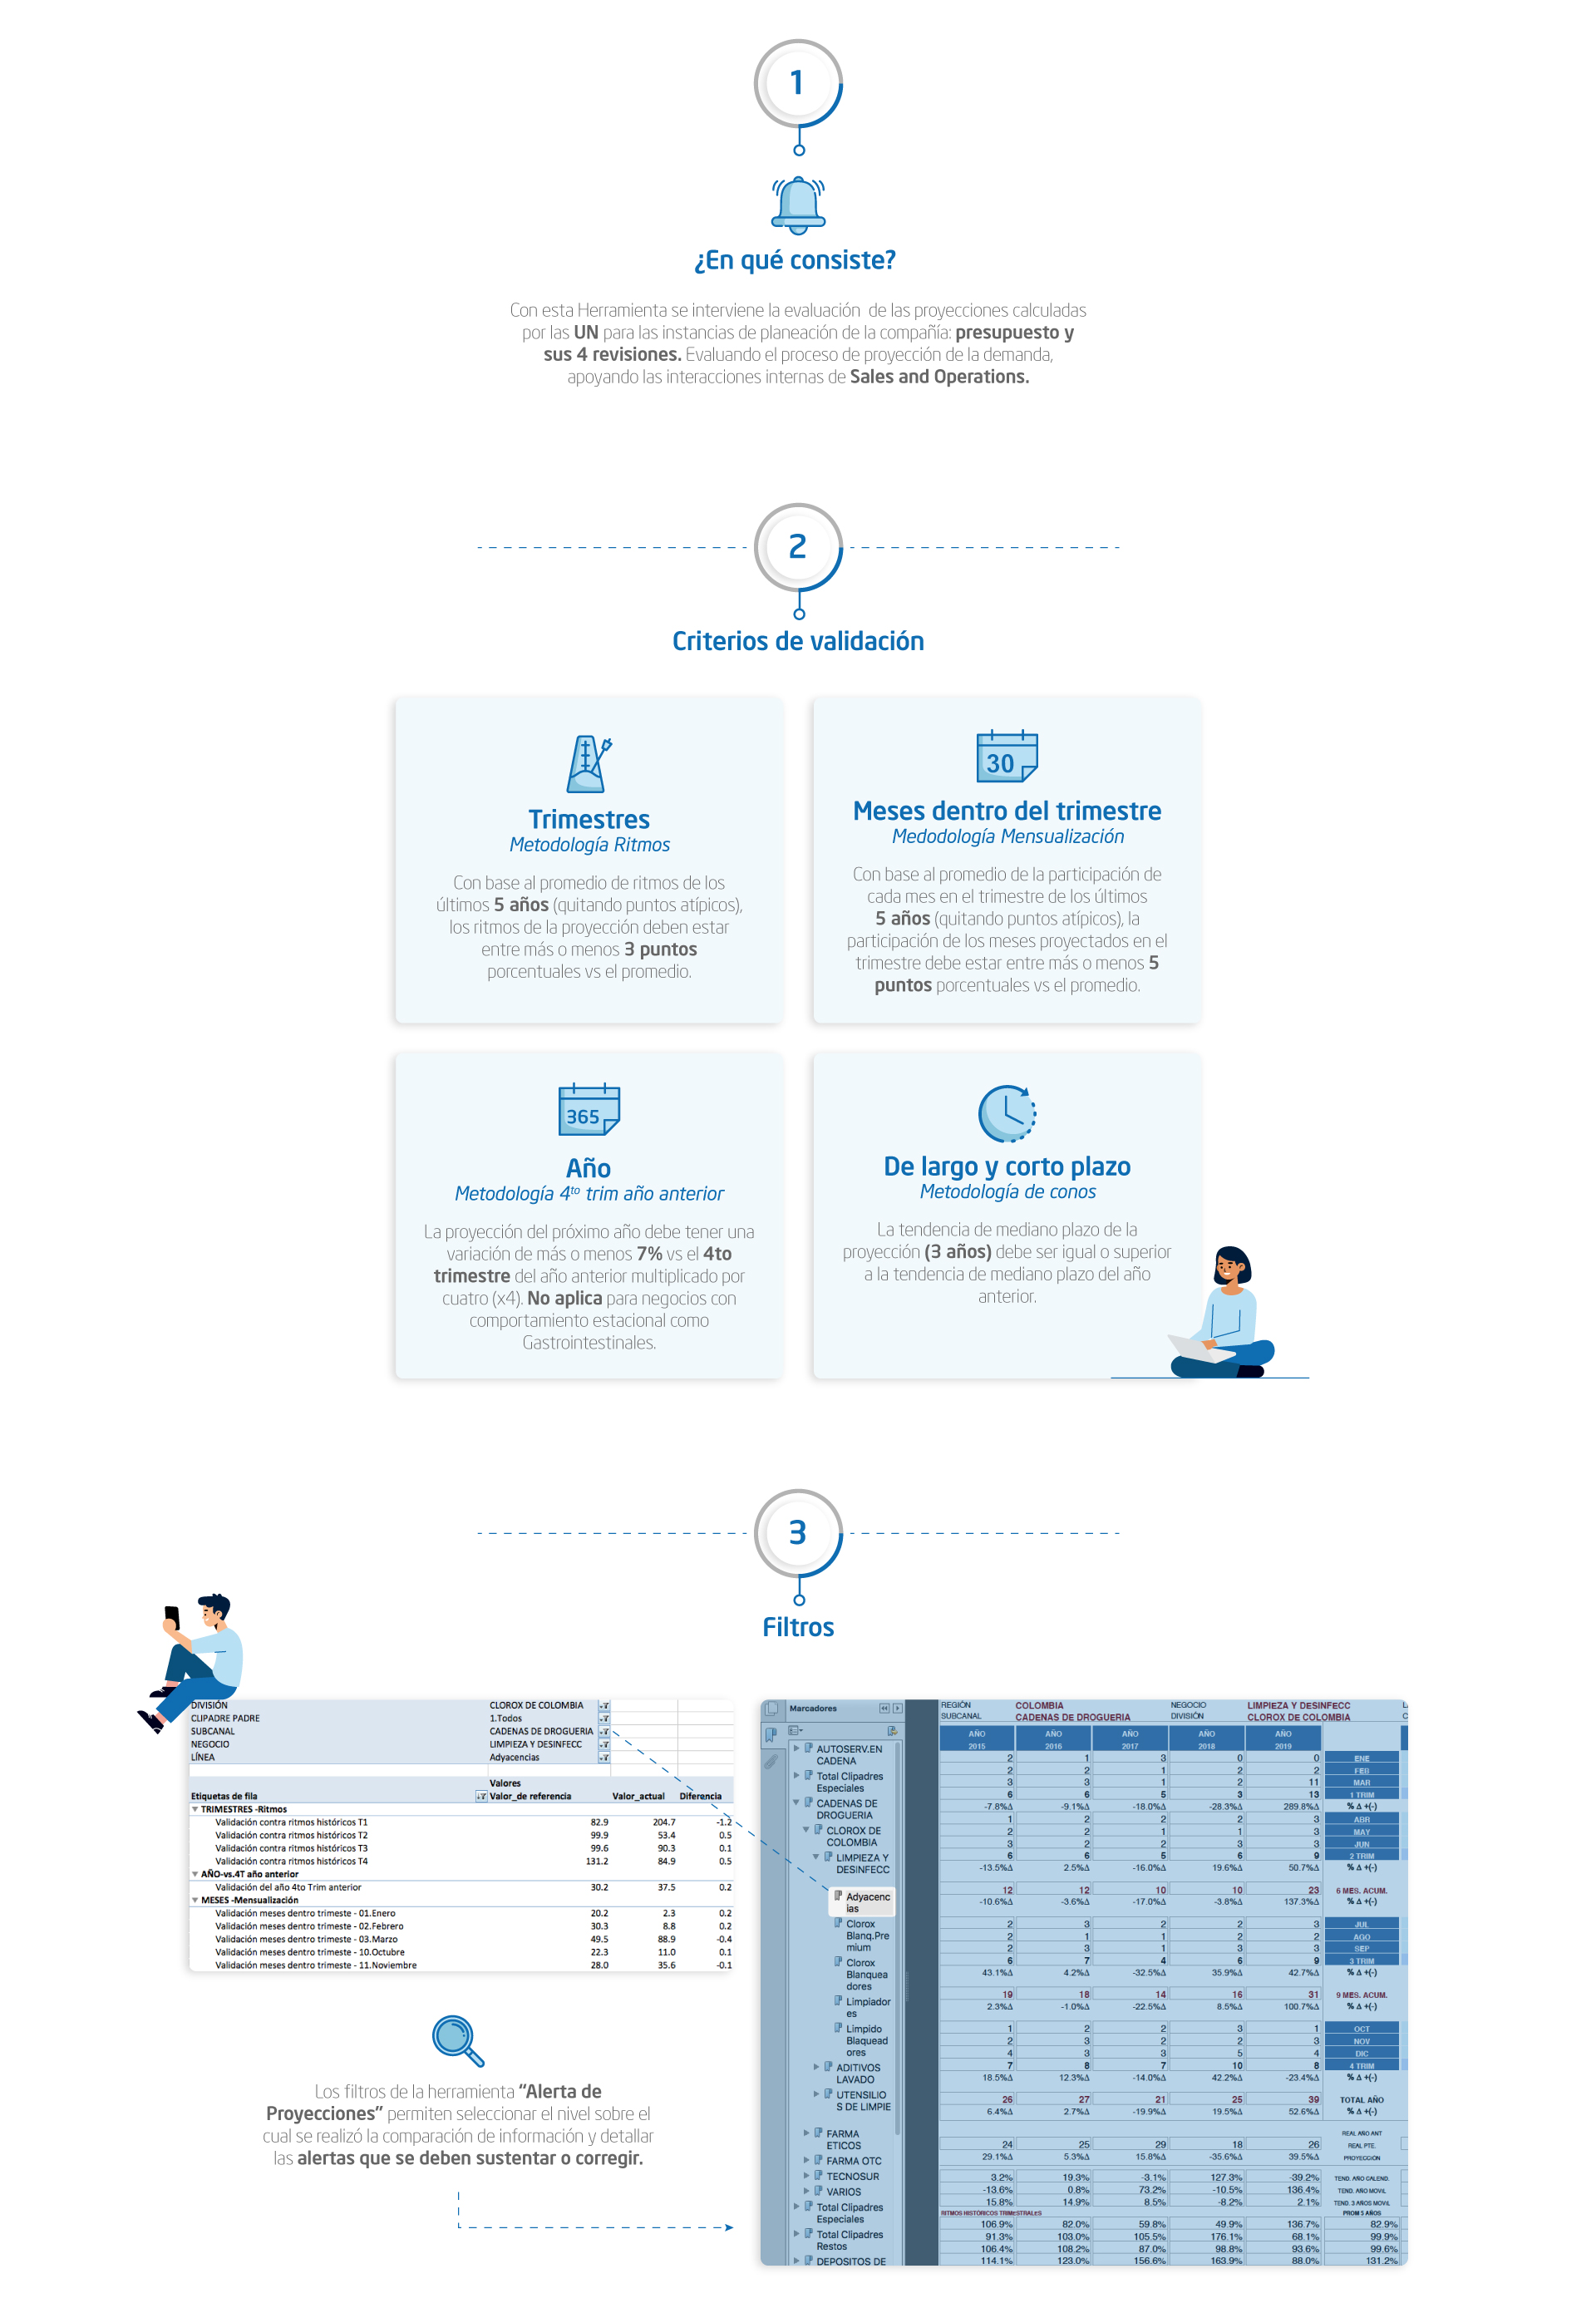 1
¿En qué consiste?
Con esta Herramienta se interviene la evaluación de las proyecciones calculadas
por las UN para las instancias de planeación de la compañía: presupuesto y
sus 4 revisiones. Evaluando el proceso de proyección de la demanda,
apoyando las interacciones internas de Sales and Operations.
2
Criterios de validación
Trimestres
Metodología Ritmos
Con base al promedio de ritmos de los
últimos 5 años (quitando puntos atípicos),
los ritmos de la proyección deben estar
entre más o menos 3 puntos
porcentuales vs el promedio.
30
Meses dentro del trimestre
Medodología Mensualización
Con base al promedio de la participación de
cada mes en el trimestre de los últimos
5 años (quitando puntos atípicos), la
participación de los meses proyectados en el
trimestre debe estar entre más o menos 5
puntos porcentuales vs el promedio.
365
Año
Metodología 4to trim año anterior
La proyección del próximo año debe tener una
variación de más o menos 7% vs el 4to
trimestre del año anterior multiplicado por
cuatro (x4). No aplica para negocios con
comportamiento estacional como
Gastrointestinales.
De largo y corto plazo
Metodología de conos
La tendencia de mediano plazo de la
proyección (3 años) debe ser igual o superior
a la tendencia de mediano plazo del año
anterior.
3
Filtros
DIVISIÓN CLOROX DE COLOMBIA
CLIPADRE PADRE 1.Todos
SUBCANAL CADENAS DE DROGUERIA
NEGOCIO LIMPIEZA Y DESINFECC
LÍNEA Adyacencias
Valores
Etiquetas de fila Valor_de referencia Valor_actual Diferencia
TRIMESTRES -Ritmos
Validación contra ritmos históricos T1 82.9 204.7 -1.2
Validación contra ritmos históricos T2 99.9 53.4 0.5
Validación contra ritmos históricos T3 99.6 90.3 0.1
Validación contra ritmos históricos T4 131.2 84.9 0.5
AÑO-vs.4T año anterior
Validación del año 4to Trim anterior 30.2 37.5 0.2
MESES -Mensualización
Validación meses dentro trimeste - 01.Enero 20.2 2.3 0.2
Validación meses dentro trimeste - 02.Febrero 30.3 8.8 0.2
Validación meses dentro trimeste - 03.Marzo 49.5 88.9 -0.4
Validación meses dentro trimeste - 10.Octubre 22.3 11.0 0.1
Validación meses dentro trimeste - 11.Noviembre 28.0 35.6 -0.1
Los filtros de la herramienta “Alerta de
Proyecciones” permiten seleccionar el nivel sobre el
cual se realizó la comparación de información y detallar
las alertas que se deben sustentar o corregir.
Marcadores
AUTOSERV.EN
CADENA
Total Clipadres
Especiales
CADENAS DE
DROGUERIA
CLOROX DE
COLOMBIA
LIMPIEZA Y
DESINFECC
Adyacenc
ias
Clorox
Blanq.Pre
mium
Clorox
Blanquea
dores
Limpiador
es
Limpido
Blaquead
ores
ADITIVOS
LAVADO
UTENSILIO
S DE LIMPIE
FARMA
ETICOS
FARMA OTC
TECNOSUR
VARIOS
Total Clipadres
Especiales
Total Clipadres
Restos
DEPOSITOS DE
REGIÓN COLOMBIA NEGOCIO LIMPIEZA Y DESINFECC
SUBCANAL CADENAS DE DROGUERIA DIVISIÓN CLOROX DE COLOMBIA
AÑO AÑO AÑO AÑO AÑO
2015 2016 2017 2018 2019
2 1 3 0 0 ENE
2 2 1 2 2 FEB
3 3 1 2 11 MAR
6 6 5 3 13 1 TRIM
-7.8%Δ -9.1%Δ -18.0%Δ -28.3%Δ 289.8%Δ % Δ +(-)
1 2 2 2 3 ABR
2 2 1 1 3 MAY
3 2 2 3 3 JUN
6 6 5 6 9 2 TRIM
-13.5%Δ 2.5%Δ -16.0%Δ 19.6%Δ 50.7%Δ % Δ +(-)
12 12 10 10 23 6 MES. ACUM.
-10.6%Δ -3.6%Δ -17.0%Δ -3.8%Δ 137.3%Δ % Δ +(-)
2 3 2 2 3 JUL
2 1 1 2 2 AGO
2 3 1 3 3 SEP
6 7 4 6 9 3 TRIM
43.1%Δ 4.2%Δ -32.5%Δ 35.9%Δ 42.7%Δ % Δ +(-)
19 18 14 16 31 9 MES. ACUM.
2.3%Δ -1.0%Δ -22.5%Δ 8.5%Δ 100.7%Δ % Δ +(-)
1 2 2 3 1 OCT
2 3 2 2 3 NOV
4 3 3 5 4 DIC
7 8 7 10 8 4 TRIM
18.5%Δ 12.3%Δ -14.0%Δ 42.2%Δ -23.4%Δ % Δ +(-)
26 27 21 25 39 TOTAL AÑO
6.4%Δ 2.7%Δ -19.9%Δ 19.5%Δ 52.6%Δ % Δ +(-)
REAL AÑO ANT
24 25 29 18 26 REAL PTE.
29.1%Δ 5.3%Δ 15.8%Δ -35.6%Δ 39.5%Δ PROYECCIÓN
3.2% 19.3% -3.1% 127.3% -39.2% TEND. AÑO CALEND.
-13.6% 0.8% 73.2% -10.5% 136.4% TEND. AÑO MOVIL
15.8% 14.9% 8.5% -8.2% 2.1% TEND. 3 AÑOS MOVIL
RITMOS HISTÓRICOS TRIMESTRALES PROM 5 AÑOS
106.9% 82.0% 59.8% 49.9% 136.7% 82.9%
91.3% 103.0% 105.5% 176.1% 68.1% 99.9%
106.4% 108.2% 87.0% 98.8% 93.6% 99.6%
114.1% 123.0% 156.6% 163.9% 88.0% 131.2%